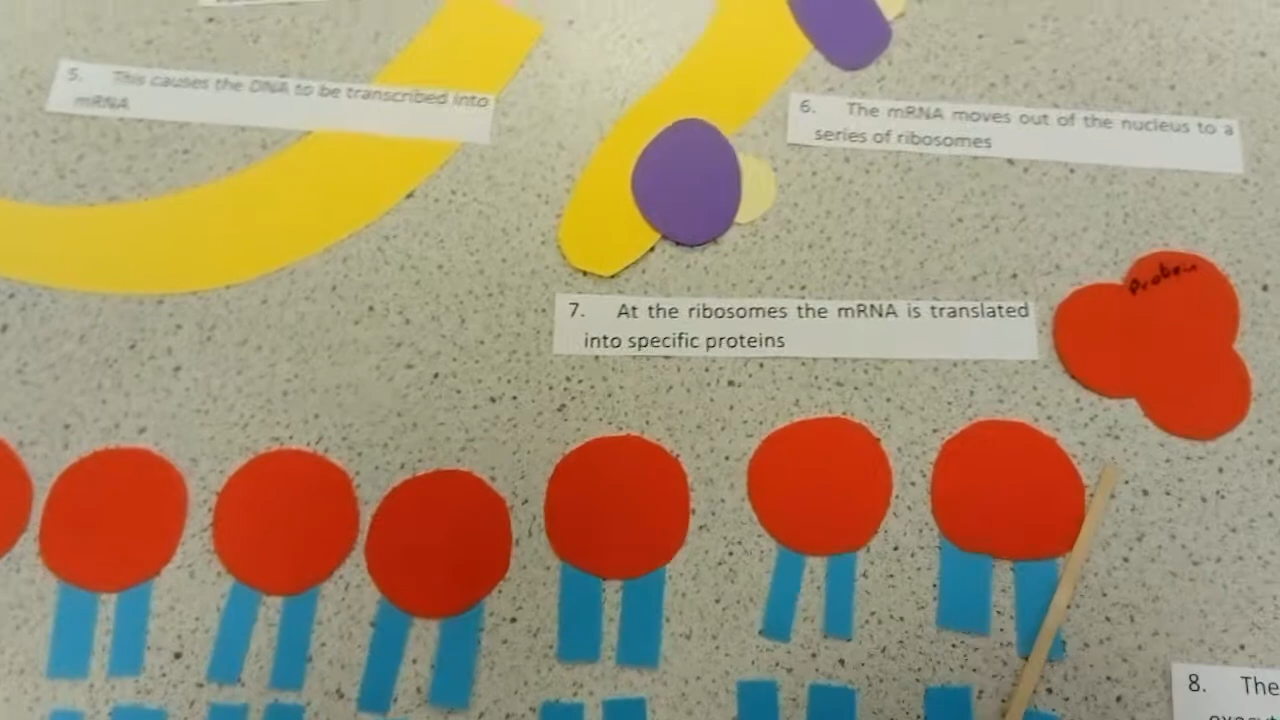 5. This causes the DNA to be transcribed into
mRNA
6. The mRNA moves out of the nucleus to a
series of ribosomes
Protein
7. At the ribosomes the mRNA is translated
into specific proteins
8. The